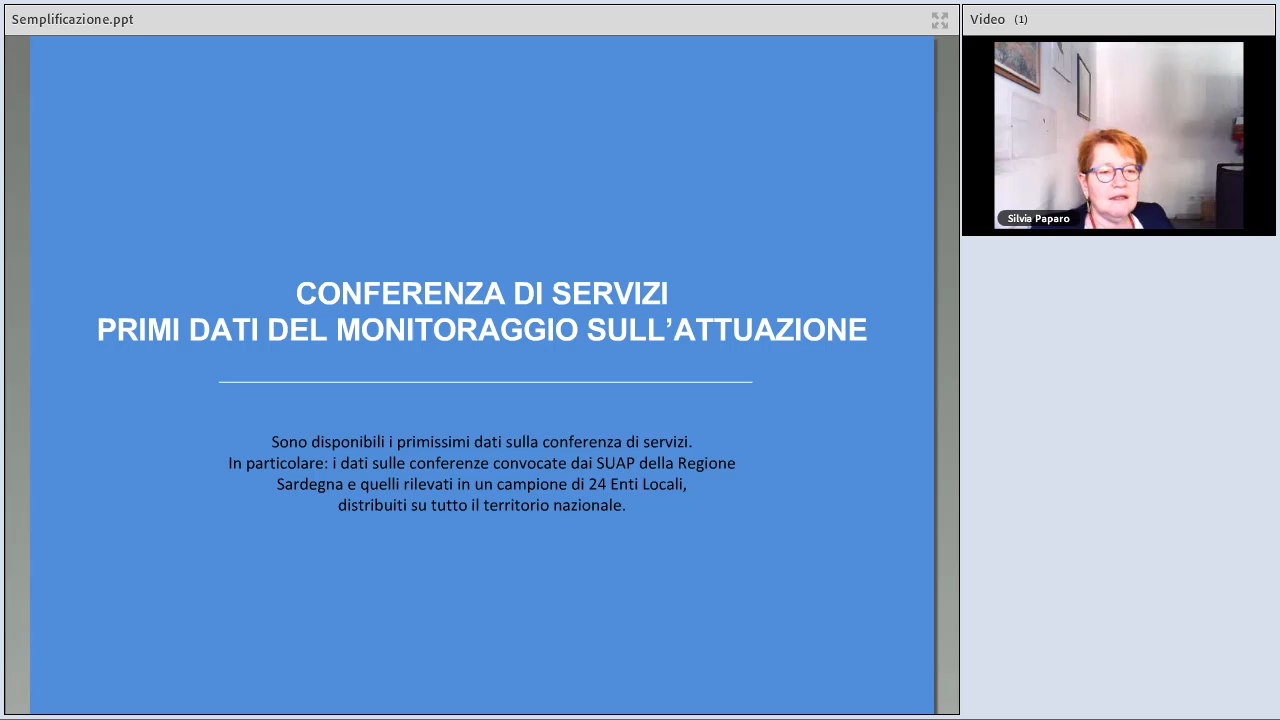 Semplificazione.ppt
Video (1)
Silvia Paparo
CONFERENZA DI SERVIZI
PRIMI DATI DEL MONITORAGGIO SULL’ATTUAZIONE
Sono disponibili i primissimi dati sulla conferenza di servizi.
In particolare: i dati sulle conferenze convocate dai SUAP della Regione
Sardegna e quelli rilevati in un campione di 24 Enti Locali,
distribuiti su tutto il territorio nazionale.